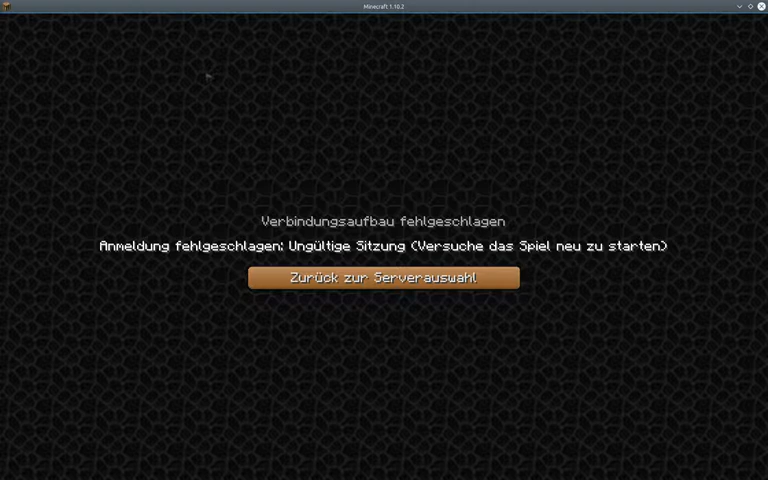 Minecraft 1.10.2
Verbindungsaufbau fehlgeschlagen
Anmeldung fehlgeschlagen: Ungültige Sitzung (Versuche das Spiel neu zu starten)
Zurück zur Serverauswahl